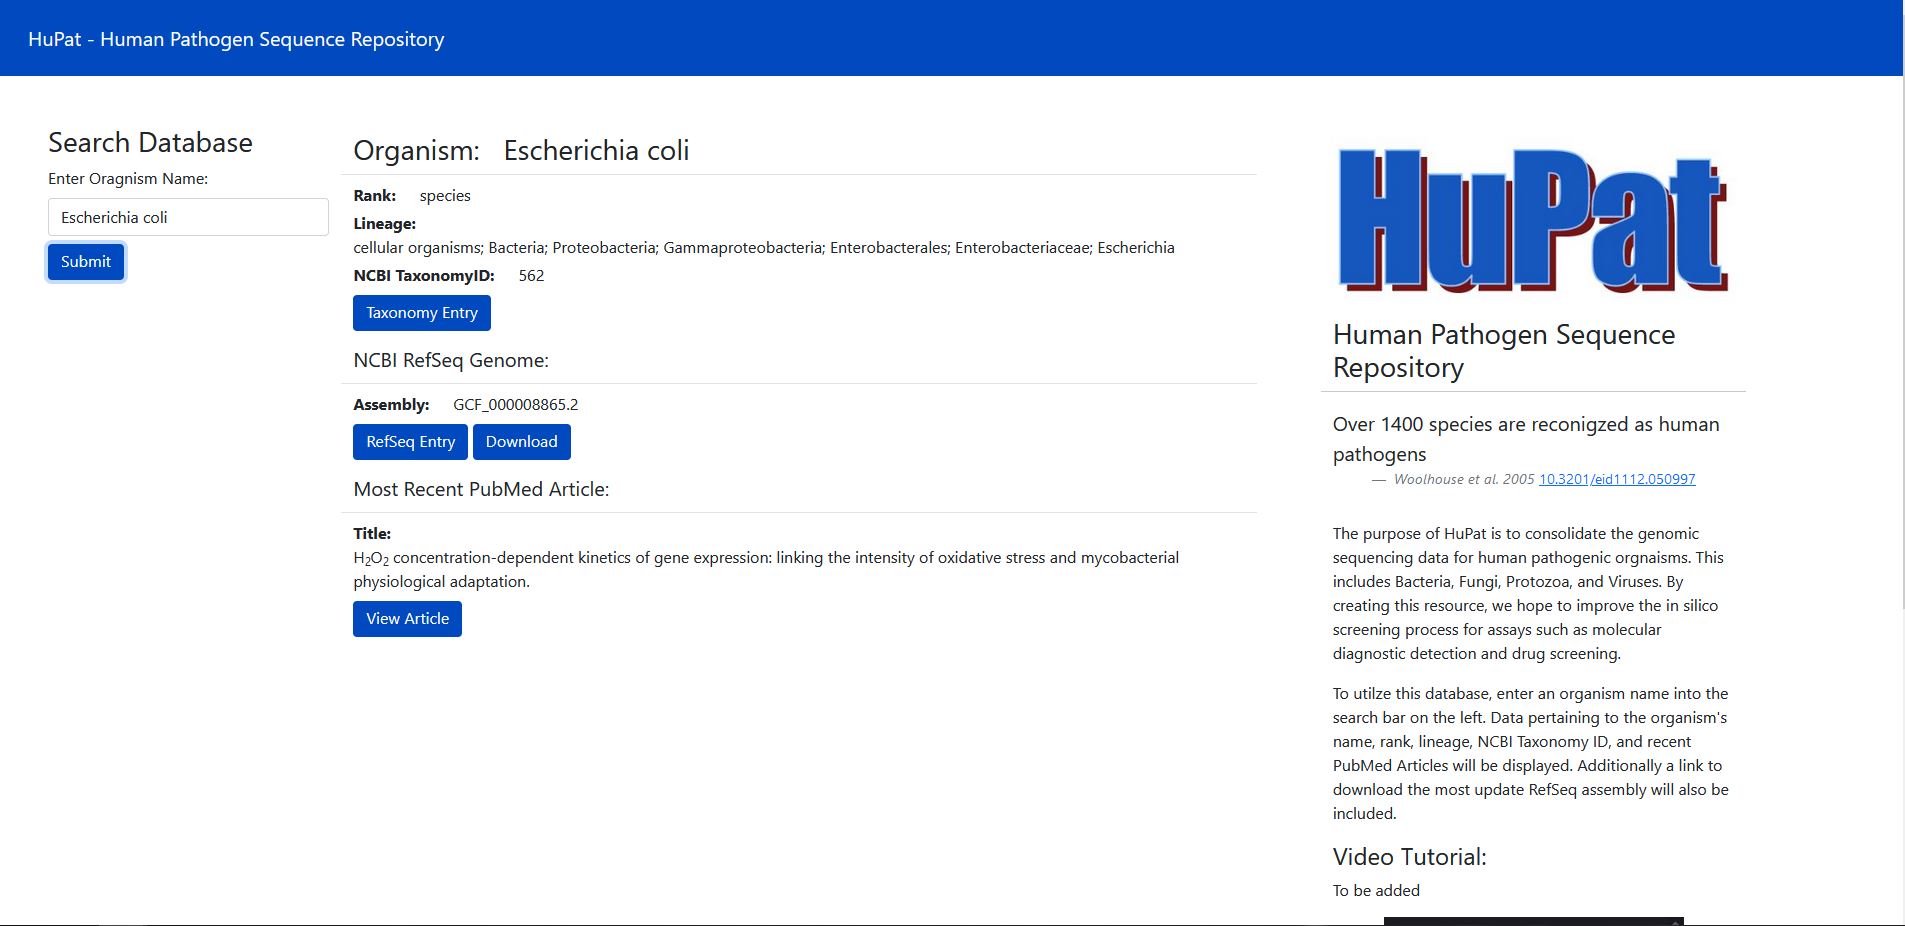 HuPat - Human Pathogen Sequence Repository
Search Database
Enter Oragnism Name:
Escherichia coli
Submit
Organism: Escherichia coli
Rank: species
Lineage:
cellular organisms; Bacteria; Proteobacteria; Gammaproteobacteria; Enterobacterales; Enterobacteriaceae; Escherichia
NCBI TaxonomyID: 562
Taxonomy Entry
NCBI RefSeq Genome:
Assembly: GCF_000008865.2
RefSeq Entry Download
Most Recent PubMed Article:
Title:
H₂O₂ concentration-dependent kinetics of gene expression: linking the intensity of oxidative stress and mycobacterial
physiological adaptation.
View Article
HuPat
Human Pathogen Sequence
Repository
Over 1400 species are reconigzed as human
pathogens
— Woolhouse et al. 2005 10.3201/eid1112.050997
The purpose of HuPat is to consolidate the genomic
sequencing data for human pathogenic orgnaisms. This
includes Bacteria, Fungi, Protozoa, and Viruses. By
creating this resource, we hope to improve the in silico
screening process for assays such as molecular
diagnostic detection and drug screening.
To utilze this database, enter an organism name into the
search bar on the left. Data pertaining to the organism's
name, rank, lineage, NCBI Taxonomy ID, and recent
PubMed Articles will be displayed. Additionally a link to
download the most update RefSeq assembly will also be
included.
Video Tutorial:
To be added